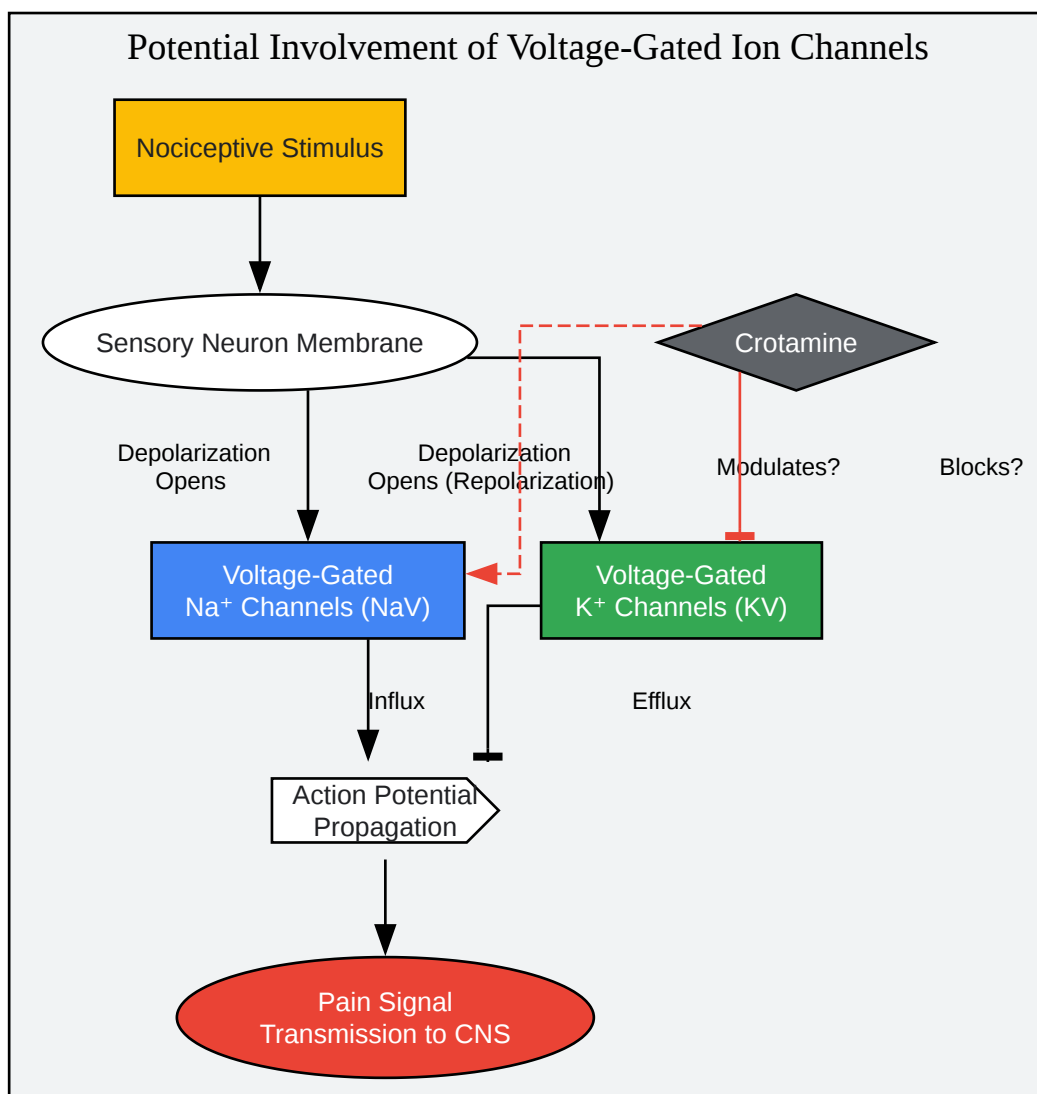 Potential Involvement of Voltage-Gated Ion Channels
Nociceptive Stimulus
Sensory Neuron Membrane
Crotamine
Depolarization
Opens
Depolarization
Opens (Repolarization)
Modulates?
Blocks?
Voltage-Gated
Na⁺ Channels (NaV)
Voltage-Gated
K⁺ Channels (KV)
Influx
Efflux
Action Potential
Propagation
Pain Signal
Transmission to CNS